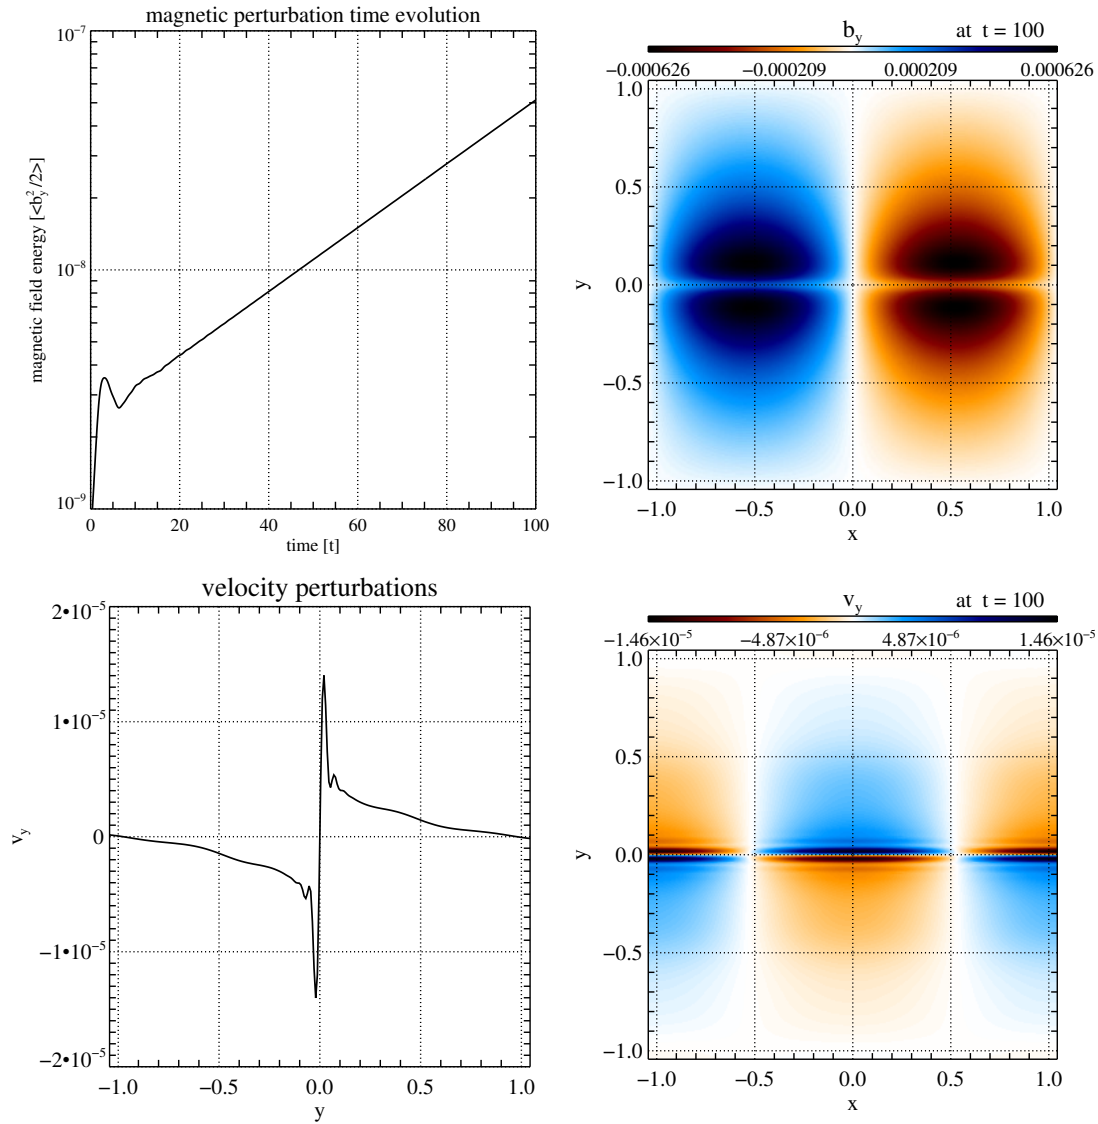 magnetic perturbation time evolution
10⁻⁷
10⁻⁸
10⁻⁹
magnetic field energy [<b_y²/2>]
0 20 40 60 80 100
time [t]
b_y at t = 100
−0.000626 −0.000209 0.000209 0.000626
1.0
0.5
0.0
−0.5
−1.0
y
−1.0 −0.5 0.0 0.5 1.0
x
velocity perturbations
2•10⁻⁵
1•10⁻⁵
0
−1•10⁻⁵
−2•10⁻⁵
v_y
−1.0 −0.5 0.0 0.5 1.0
y
v_y at t = 100
−1.46×10⁻⁵ −4.87×10⁻⁶ 4.87×10⁻⁶ 1.46×10⁻⁵
1.0
0.5
0.0
−0.5
−1.0
y
−1.0 −0.5 0.0 0.5 1.0
x